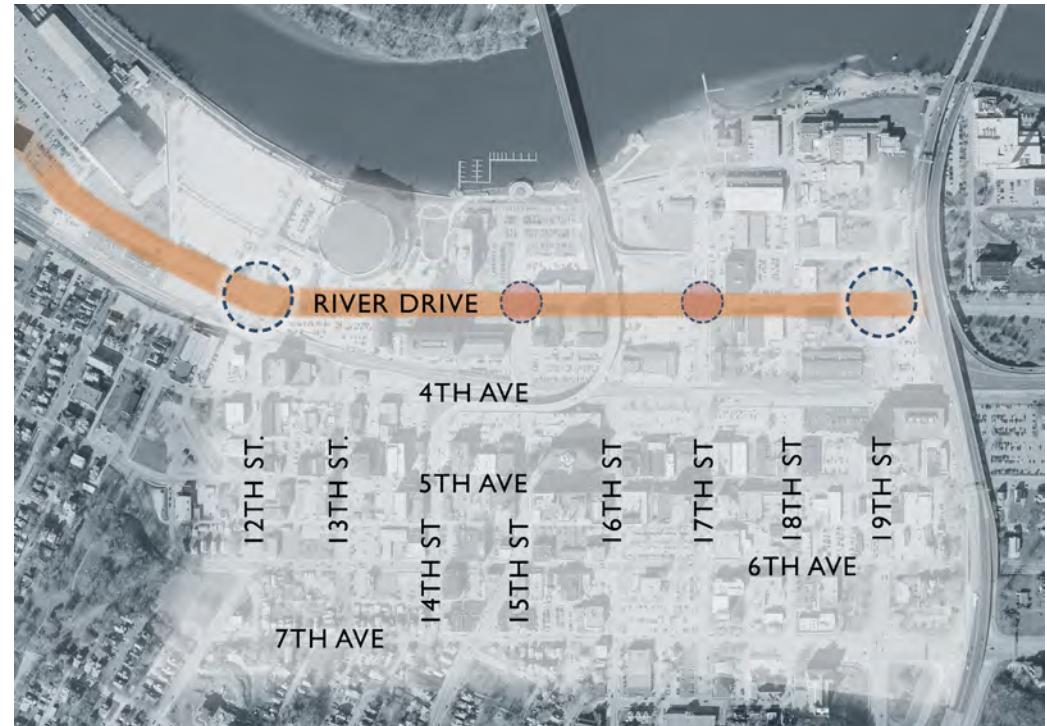 RIVER DRIVE
4TH AVE
12TH ST.
13TH ST.
5TH AVE
14TH ST
15TH ST
16TH ST
17TH ST
18TH ST
19TH ST
6TH AVE
7TH AVE